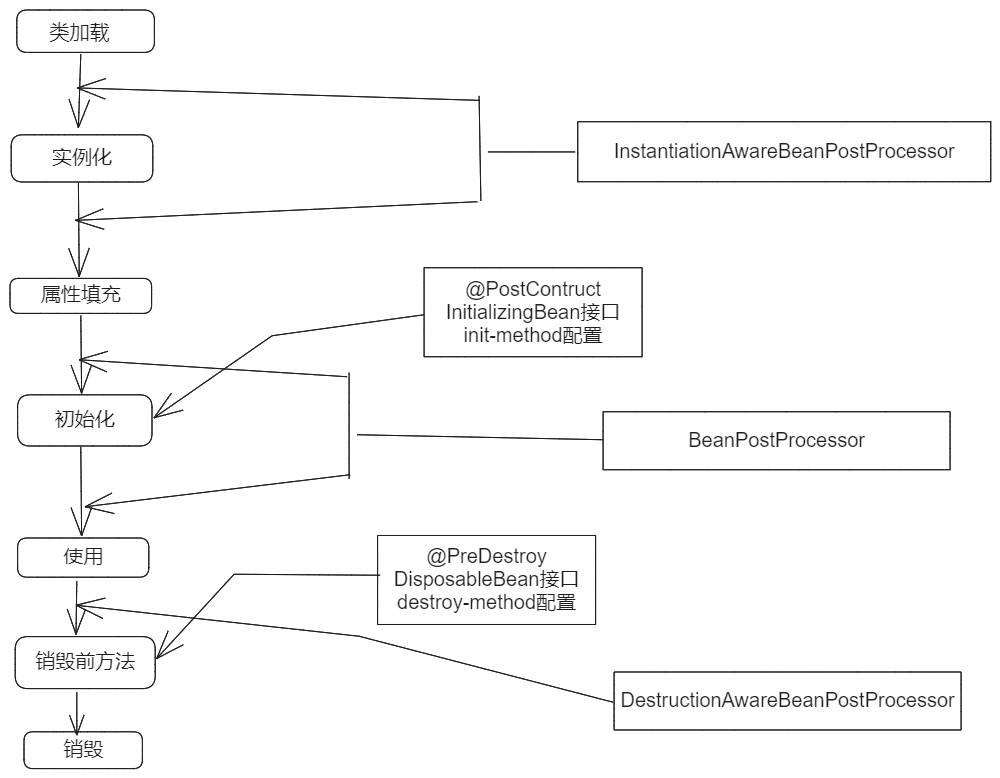 类加载
实例化
InstantiationAwareBeanPostProcessor
属性填充
@PostContruct
InitializingBean接口
init-method配置
初始化
BeanPostProcessor
使用
@PreDestroy
DisposableBean接口
destroy-method配置
销毁前方法
DestructionAwareBeanPostProcessor
销毁